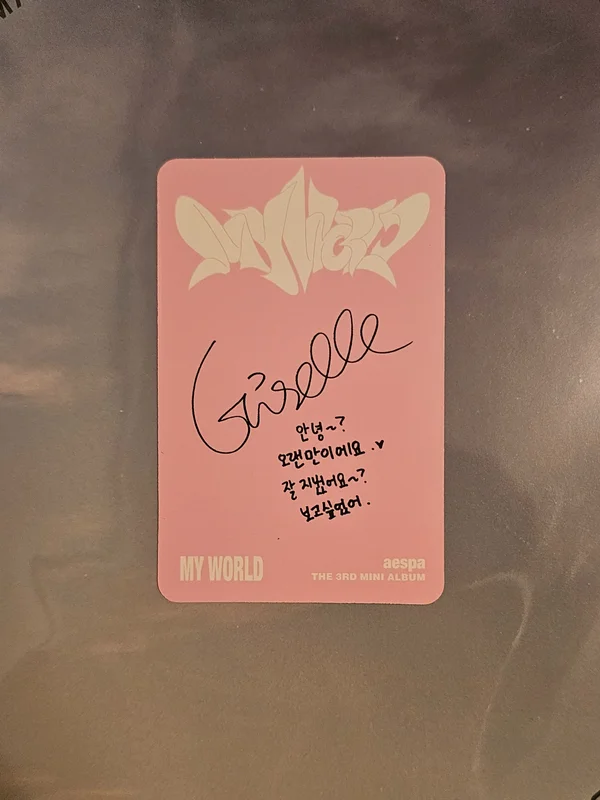 MY WORLD
Giselle
안녕~?
오랜만이에요.♥
잘 지냈어요~?
보고싶었어.
MY WORLD
aespa
THE 3RD MINI ALBUM